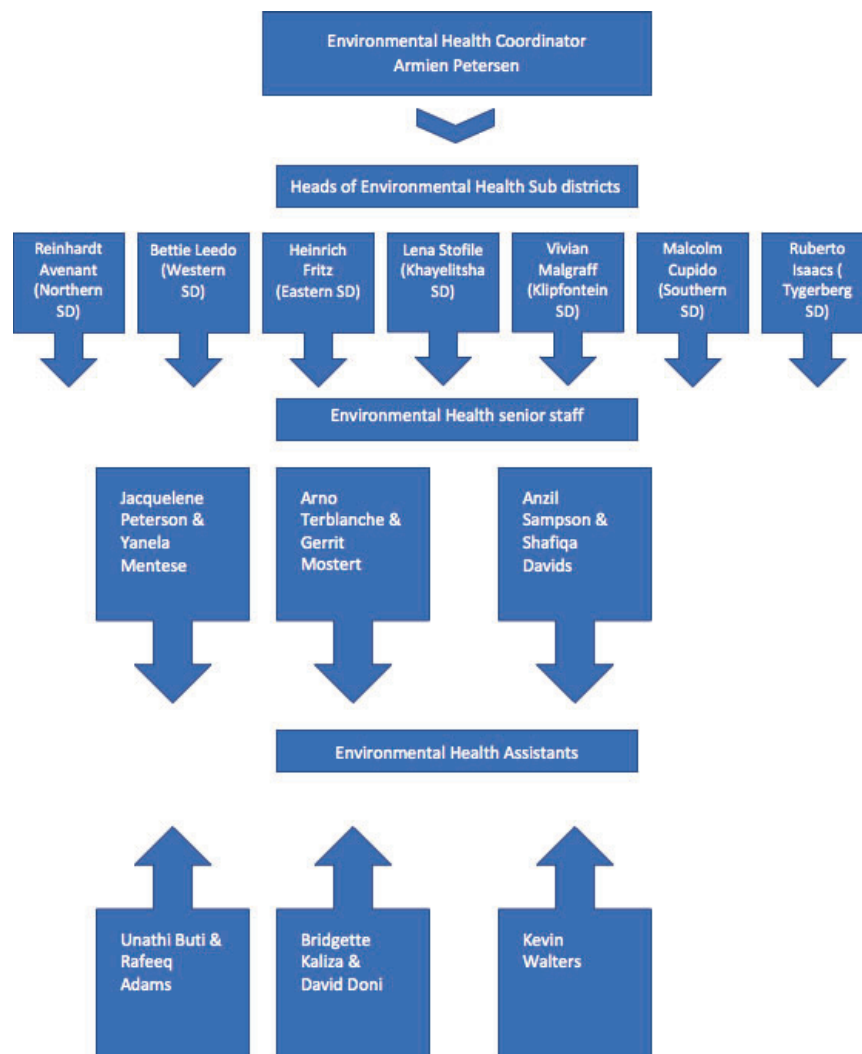 Environmental Health Coordinator
Armien Petersen
Heads of Environmental Health Sub districts
Reinhardt
Avenant
(Northern
SD)
Bettie Leedo
(Western
SD)
Heinrich
Fritz
(Eastern SD)
Lena Stofile
(Khayelitsha
SD)
Vivian
Malgraff
(Klipfontein
SD)
Malcolm
Cupido
(Southern
SD)
Ruberto
Isaacs (
Tygerberg
SD)
Environmental Health senior staff
Jacquelene
Peterson &
Yanela
Mentese
Arno
Terblanche &
Gerrit
Mostert
Anzil
Sampson &
Shafiqa
Davids
Environmental Health Assistants
Unathi Buti &
Rafeeq
Adams
Bridgette
Kaliza &
David Doni
Kevin
Walters